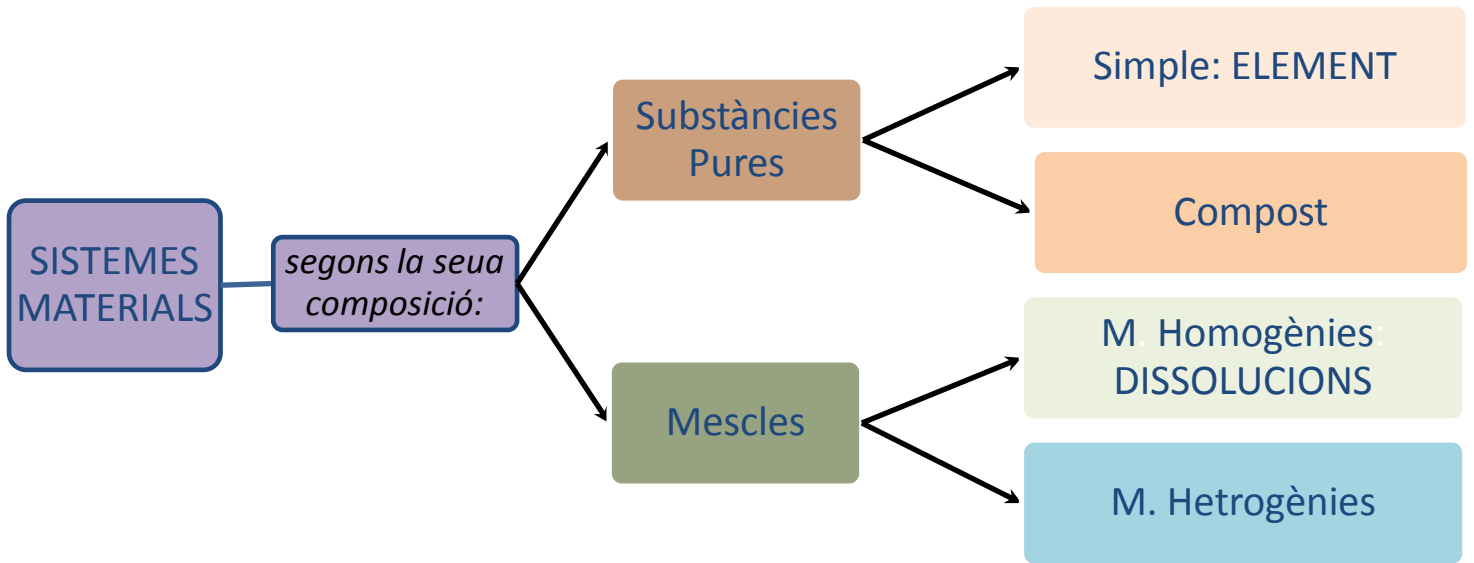 SISTEMES
MATERIALS
segons la seua
composició:
Substàncies
Pures
Simple: ELEMENT
Compost
Mescles
M. Homogènies:
DISSOLUCIONS
M. Hetrogènies